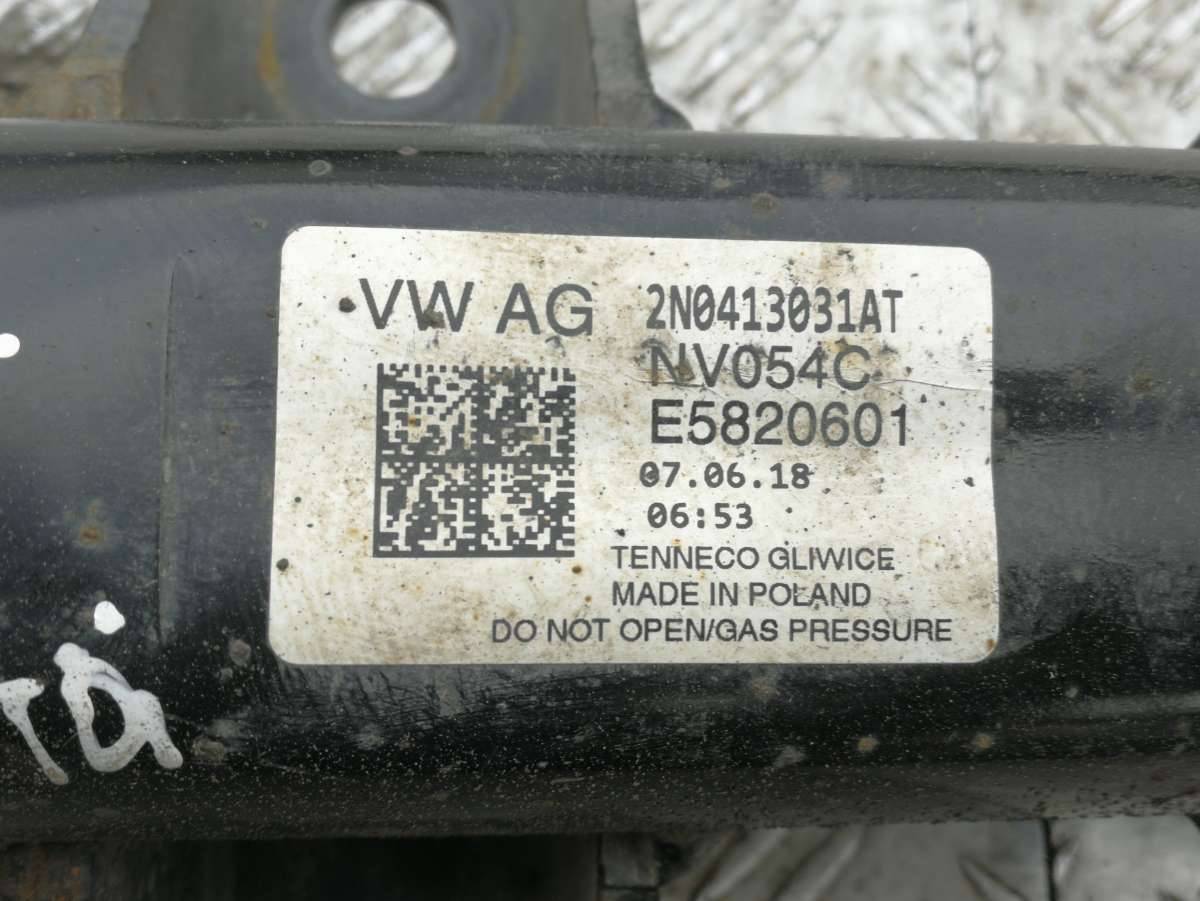 VW AG 2N0413031AT
NV054C
E5820601
07.06.18
06:53
TENNECO GLIWICE
MADE IN POLAND
DO NOT OPEN/GAS PRESSURE